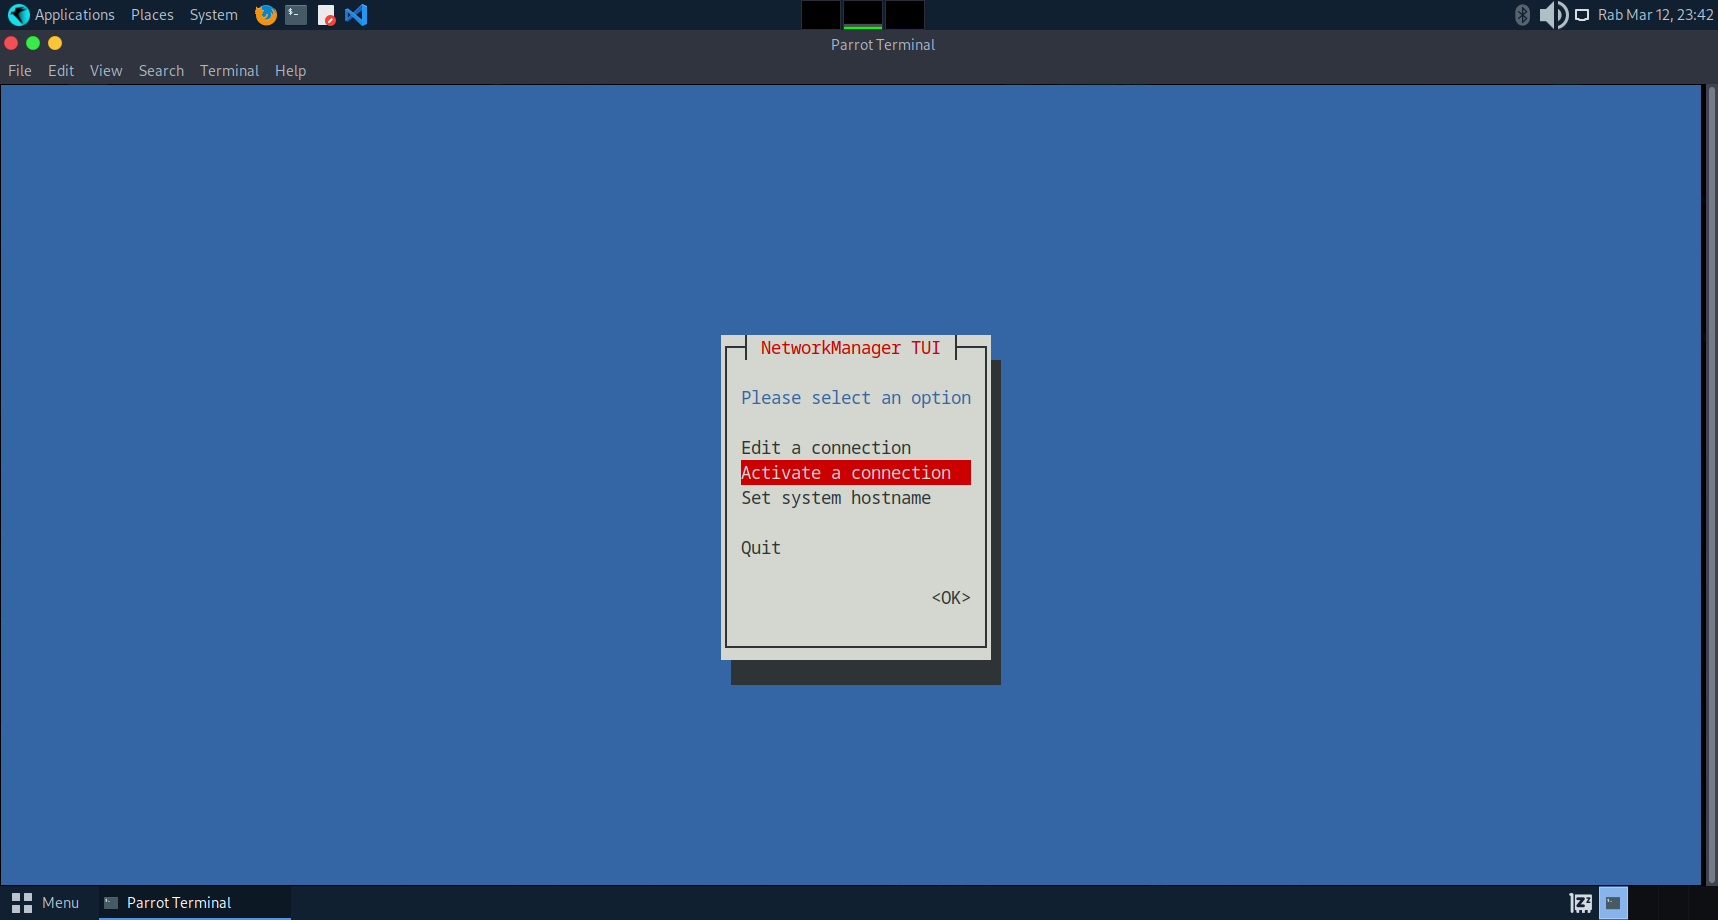 Applications Places System Rab Mar 12, 23:42
Parrot Terminal
File Edit View Search Terminal Help
NetworkManager TUI
Please select an option
Edit a connection
Activate a connection
Set system hostname
Quit
<OK>
Menu Parrot Terminal